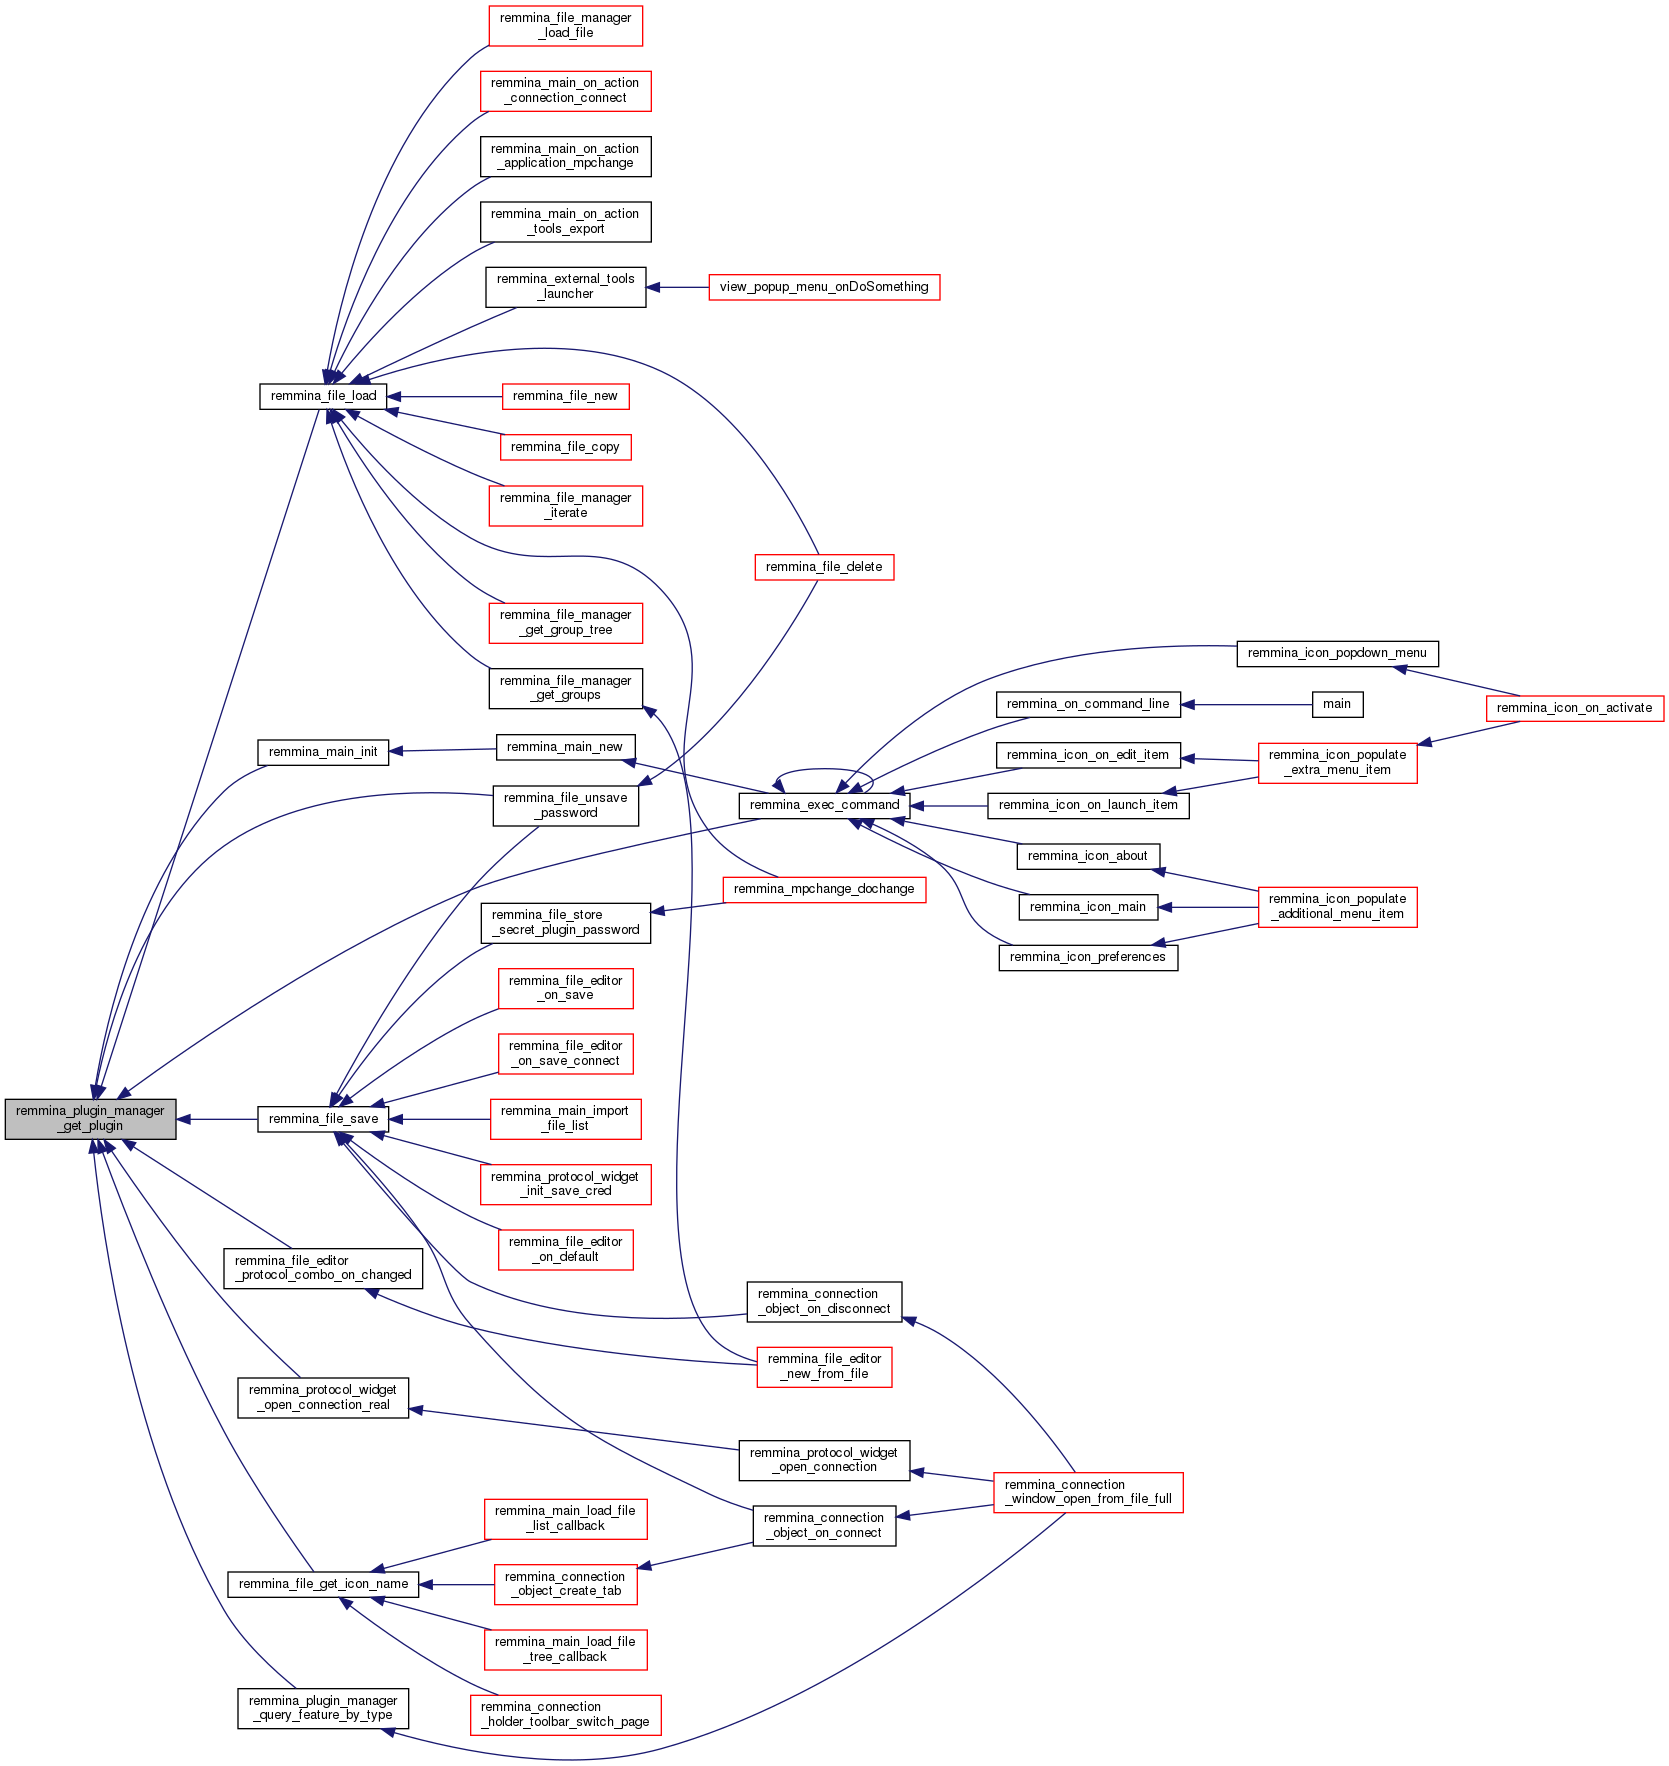 remmina_file_manager
_load_file
remmina_main_on_action
_connection_connect
remmina_main_on_action
_application_mpchange
remmina_main_on_action
_tools_export
remmina_external_tools
_launcher
view_popup_menu_onDoSomething
remmina_file_load
remmina_file_new
remmina_file_copy
remmina_file_manager
_iterate
remmina_file_delete
remmina_file_manager
_get_group_tree
remmina_file_manager
_get_groups
remmina_icon_popdown_menu
remmina_on_command_line
main
remmina_icon_on_activate
remmina_main_init
remmina_main_new
remmina_icon_on_edit_item
remmina_icon_populate
_extra_menu_item
remmina_file_unsave
_password
remmina_exec_command
remmina_icon_on_launch_item
remmina_icon_about
remmina_mpchange_dochange
remmina_icon_main
remmina_icon_populate
_additional_menu_item
remmina_file_store
_secret_plugin_password
remmina_icon_preferences
remmina_file_editor
_on_save
remmina_file_editor
_on_save_connect
remmina_plugin_manager
_get_plugin
remmina_file_save
remmina_main_import
_file_list
remmina_protocol_widget
_init_save_cred
remmina_file_editor
_on_default
remmina_file_editor
_protocol_combo_on_changed
remmina_connection
_object_on_disconnect
remmina_file_editor
_new_from_file
remmina_protocol_widget
_open_connection_real
remmina_protocol_widget
_open_connection
remmina_connection
_window_open_from_file_full
remmina_main_load_file
_list_callback
remmina_connection
_object_on_connect
remmina_file_get_icon_name
remmina_connection
_object_create_tab
remmina_main_load_file
_tree_callback
remmina_plugin_manager
_query_feature_by_type
remmina_connection
_holder_toolbar_switch_page